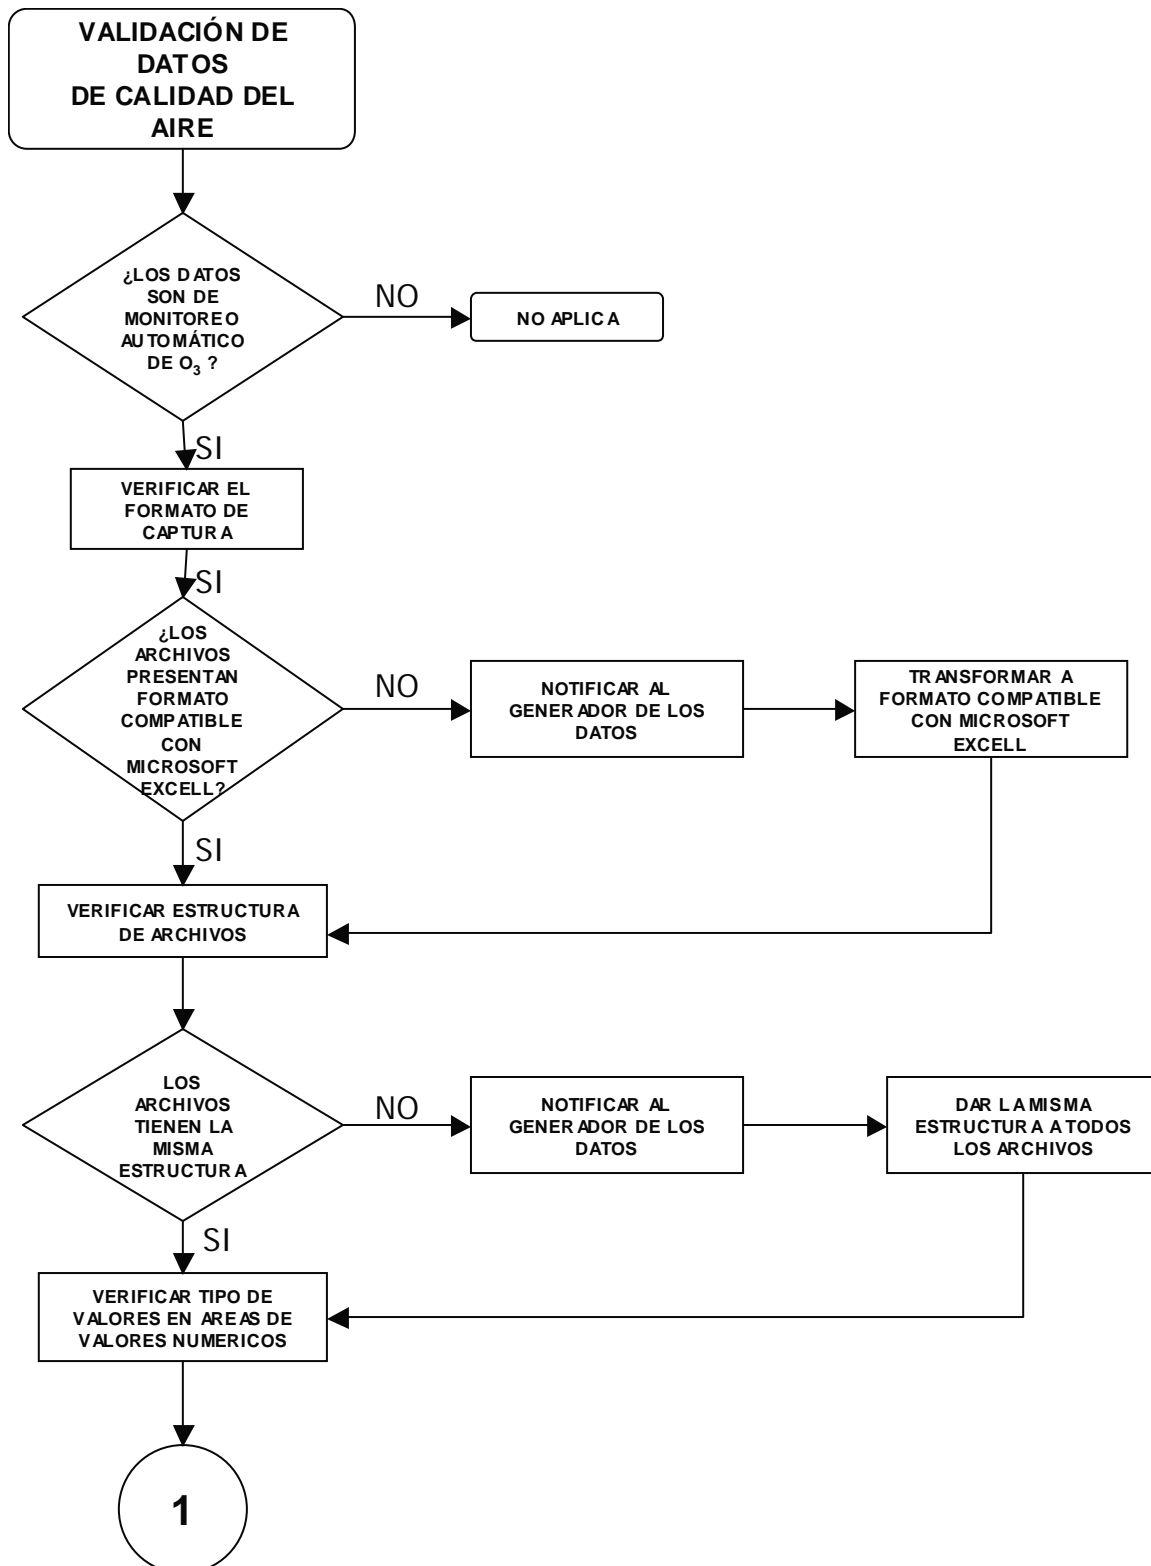 VALIDACIÓN DE
DATOS
DE CALIDAD DEL
AIRE
¿LOS DATOS
SON DE
MONITOREO
AUTOMÁTICO
DE O₃ ?
NO
NO APLICA
SI
VERIFICAR EL
FORMATO DE
CAPTURA
SI
¿LOS
ARCHIVOS
PRESENTAN
FORMATO
COMPATIBLE
CON
MICROSOFT
EXCELL?
NO
NOTIFICAR AL
GENERADOR DE LOS
DATOS
TRANSFORMAR A
FORMATO COMPATIBLE
CON MICROSOFT
EXCELL
SI
VERIFICAR ESTRUCTURA
DE ARCHIVOS
LOS
ARCHIVOS
TIENEN LA
MISMA
ESTRUCTURA
NO
NOTIFICAR AL
GENERADOR DE LOS
DATOS
DAR LA MISMA
ESTRUCTURA A TODOS
LOS ARCHIVOS
SI
VERIFICAR TIPO DE
VALORES EN AREAS DE
VALORES NUMERICOS
1